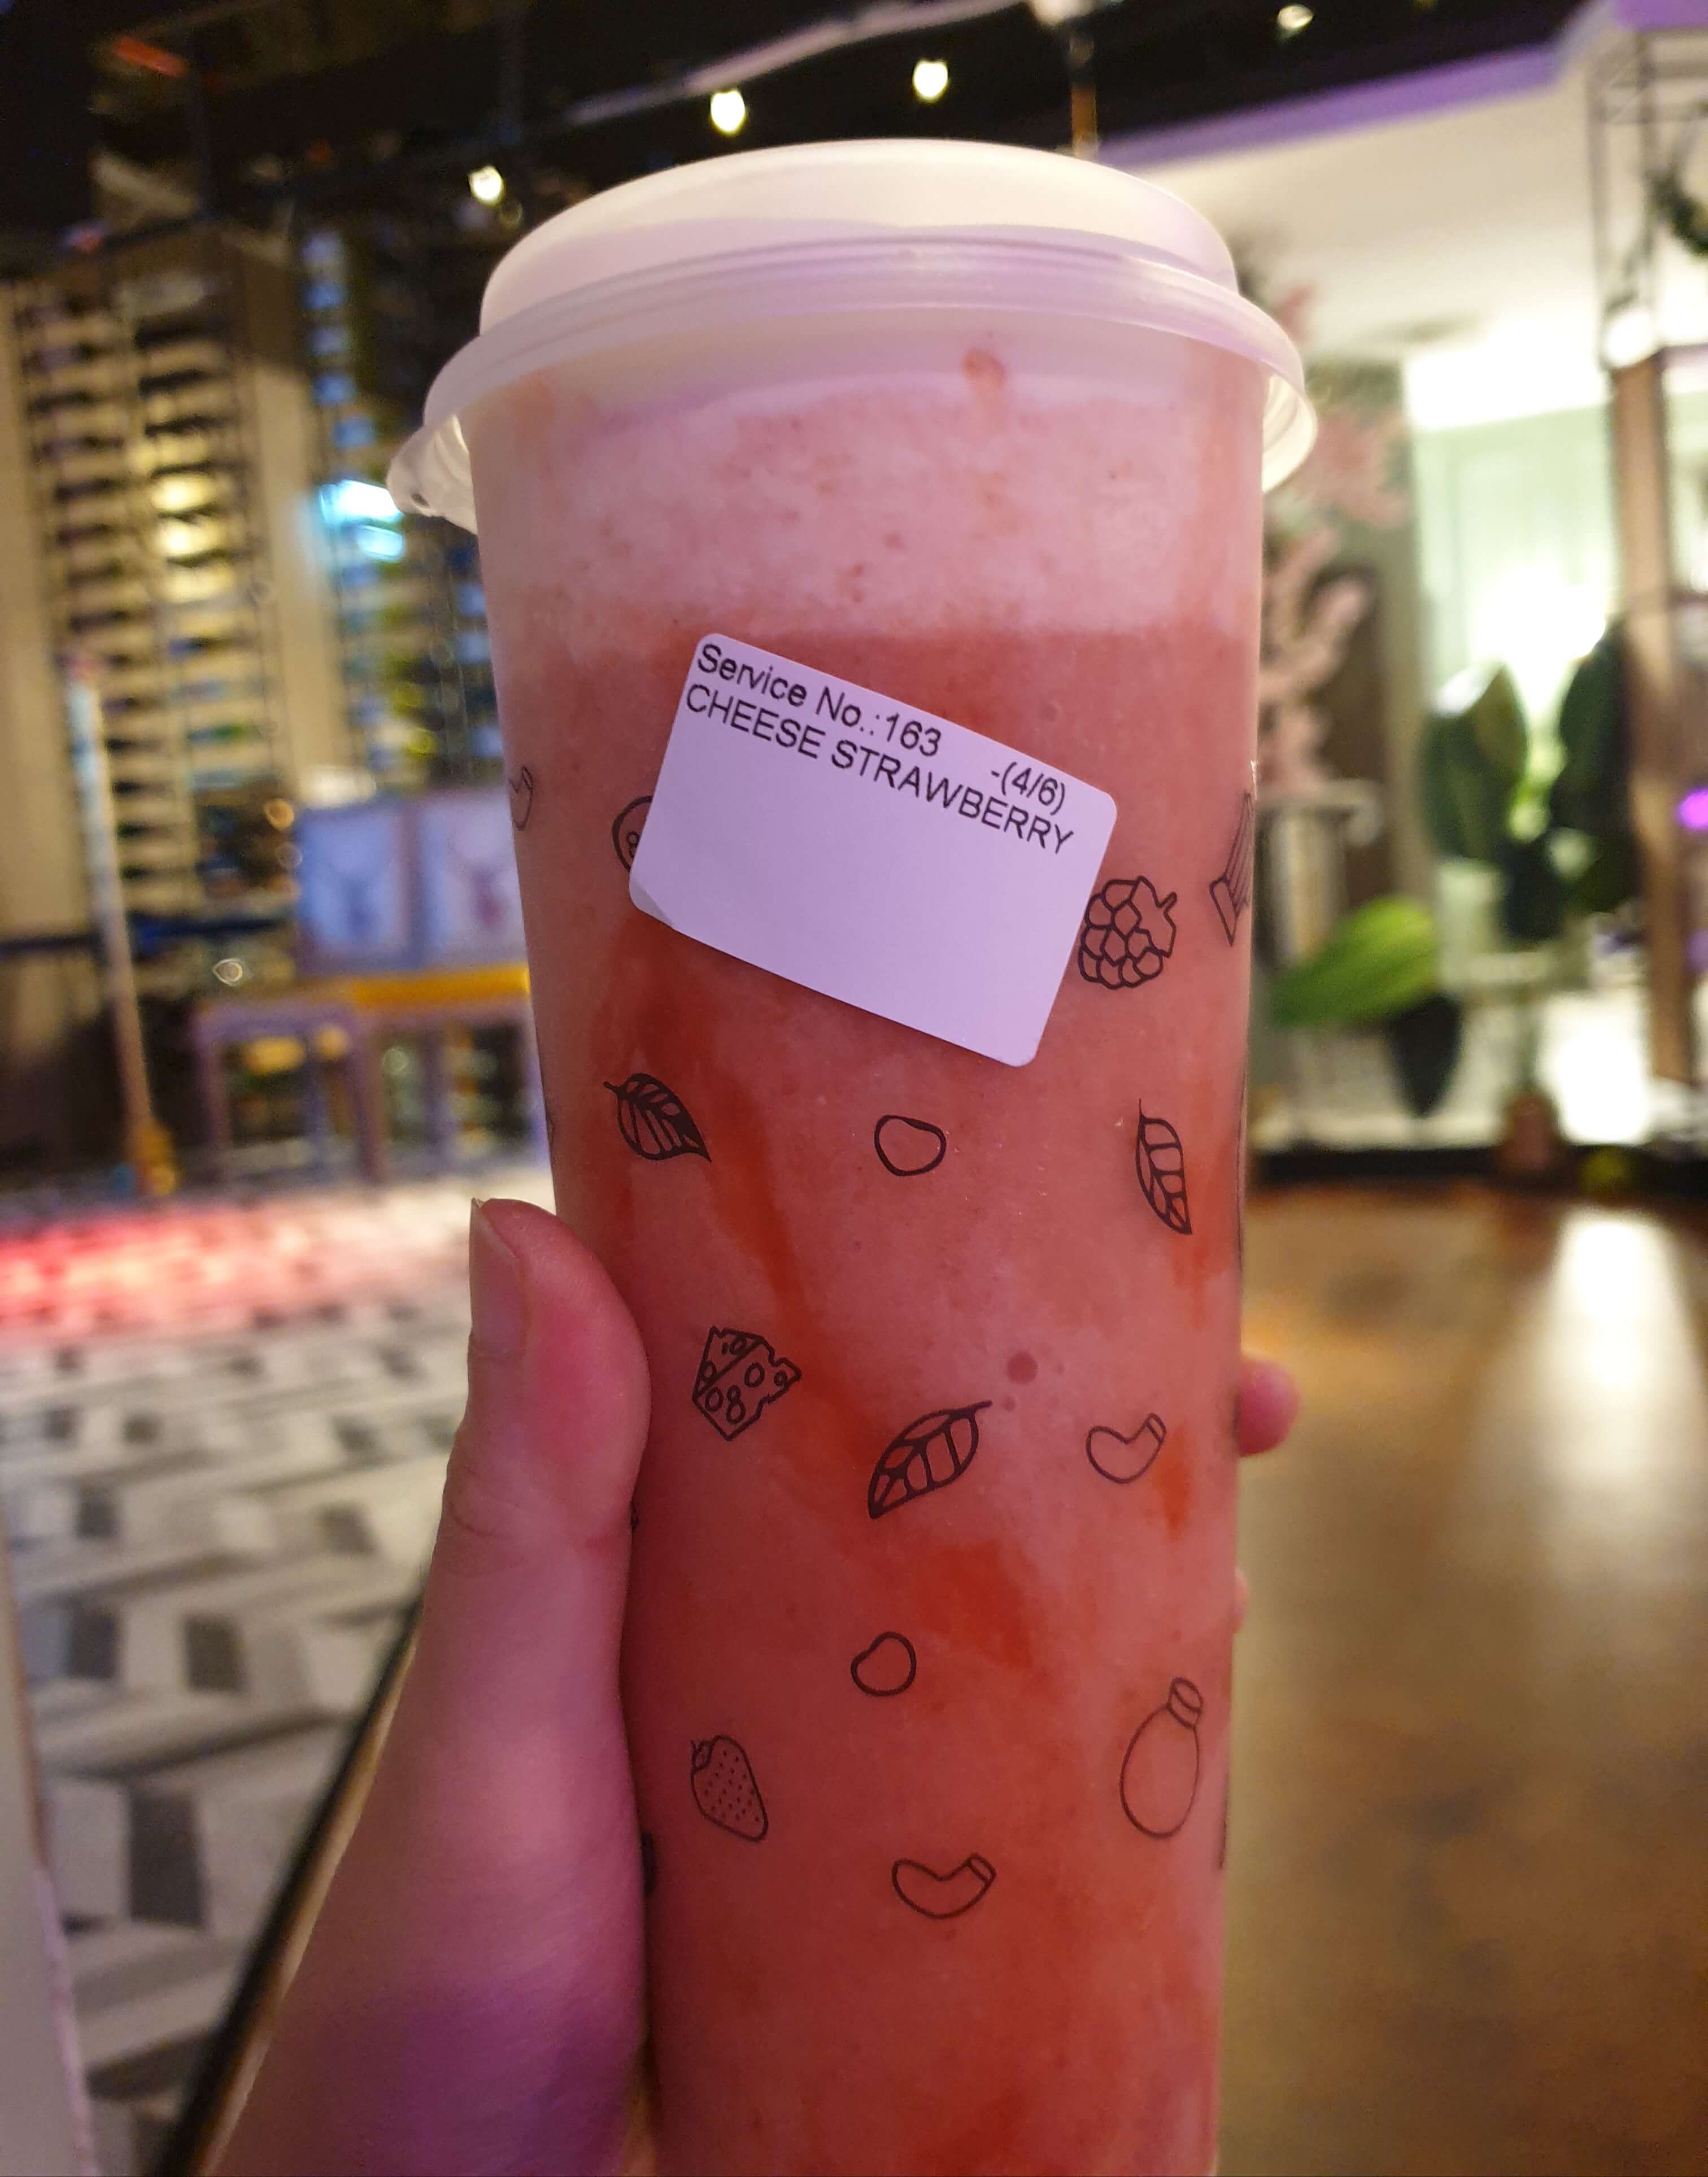 Service No.:163 -(4/6)
CHEESE STRAWBERRY